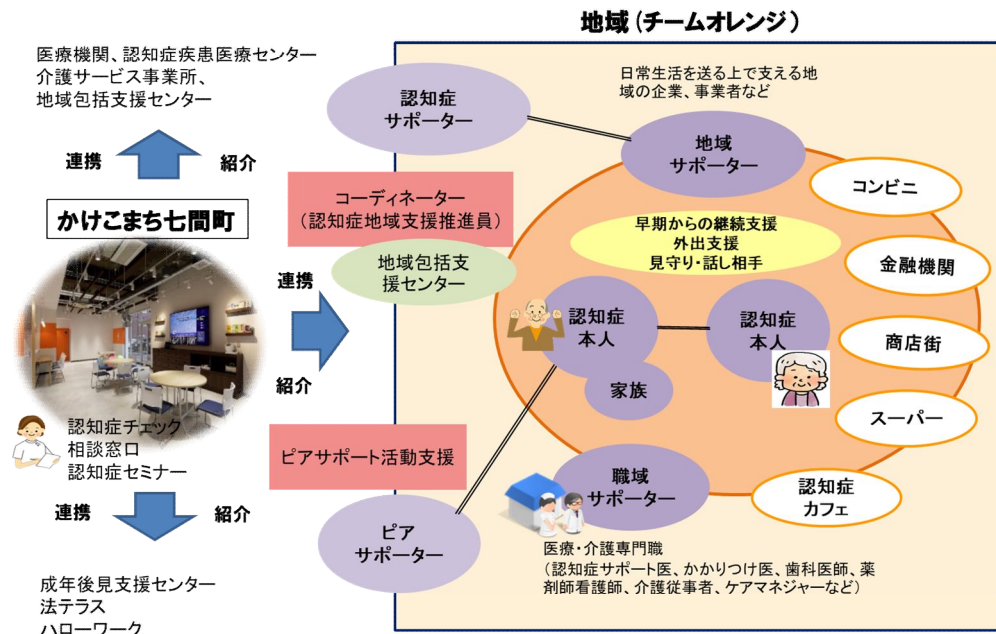 地域（チームオレンジ）
医療機関、認知症疾患医療センター
介護サービス事業所、
地域包括支援センター
連携
紹介
かけこまち七間町
認知症チェック
相談窓口
認知症セミナー
連携
紹介
成年後見支援センター
法テラス
ハローワーク
連携
紹介
認知症
サポーター
コーディネーター
（認知症地域支援推進員）
地域包括支
援センター
ピアサポート活動支援
ピア
サポーター
日常生活を送る上で支える地
域の企業、事業者など
地域
サポーター
早期からの継続支援
外出支援
見守り・話し相手
認知症
本人
家族
認知症
本人
職域
サポーター
医療・介護専門職
（認知症サポート医、かかりつけ医、歯科医師、薬
剤師看護師、介護従事者、ケアマネジャーなど）
コンビニ
金融機関
商店街
スーパー
認知症
カフェ